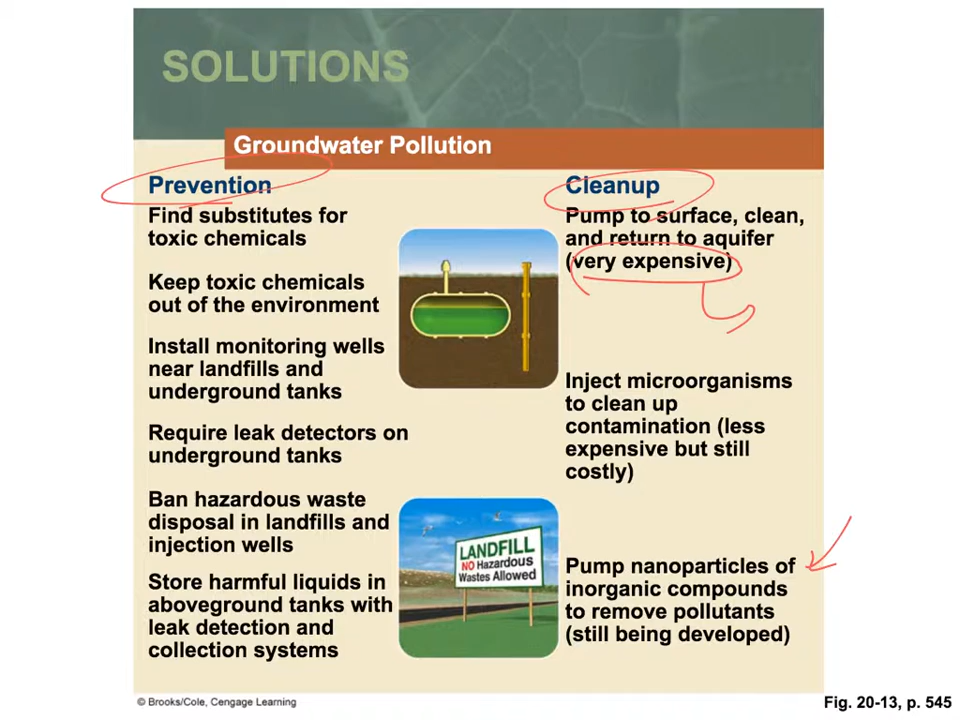 SOLUTIONS
Groundwater Pollution
Prevention
Find substitutes for
toxic chemicals
Keep toxic chemicals
out of the environment
Install monitoring wells
near landfills and
underground tanks
Require leak detectors on
underground tanks
Ban hazardous waste
disposal in landfills and
injection wells
Store harmful liquids in
aboveground tanks with
leak detection and
collection systems
LANDFILL
NO Hazardous
Wastes Allowed
Cleanup
Pump to surface, clean,
and return to aquifer
(very expensive)
Inject microorganisms
to clean up
contamination (less
expensive but still
costly)
Pump nanoparticles of
inorganic compounds
to remove pollutants
(still being developed)
© Brooks/Cole, Cengage Learning
Fig. 20-13, p. 545